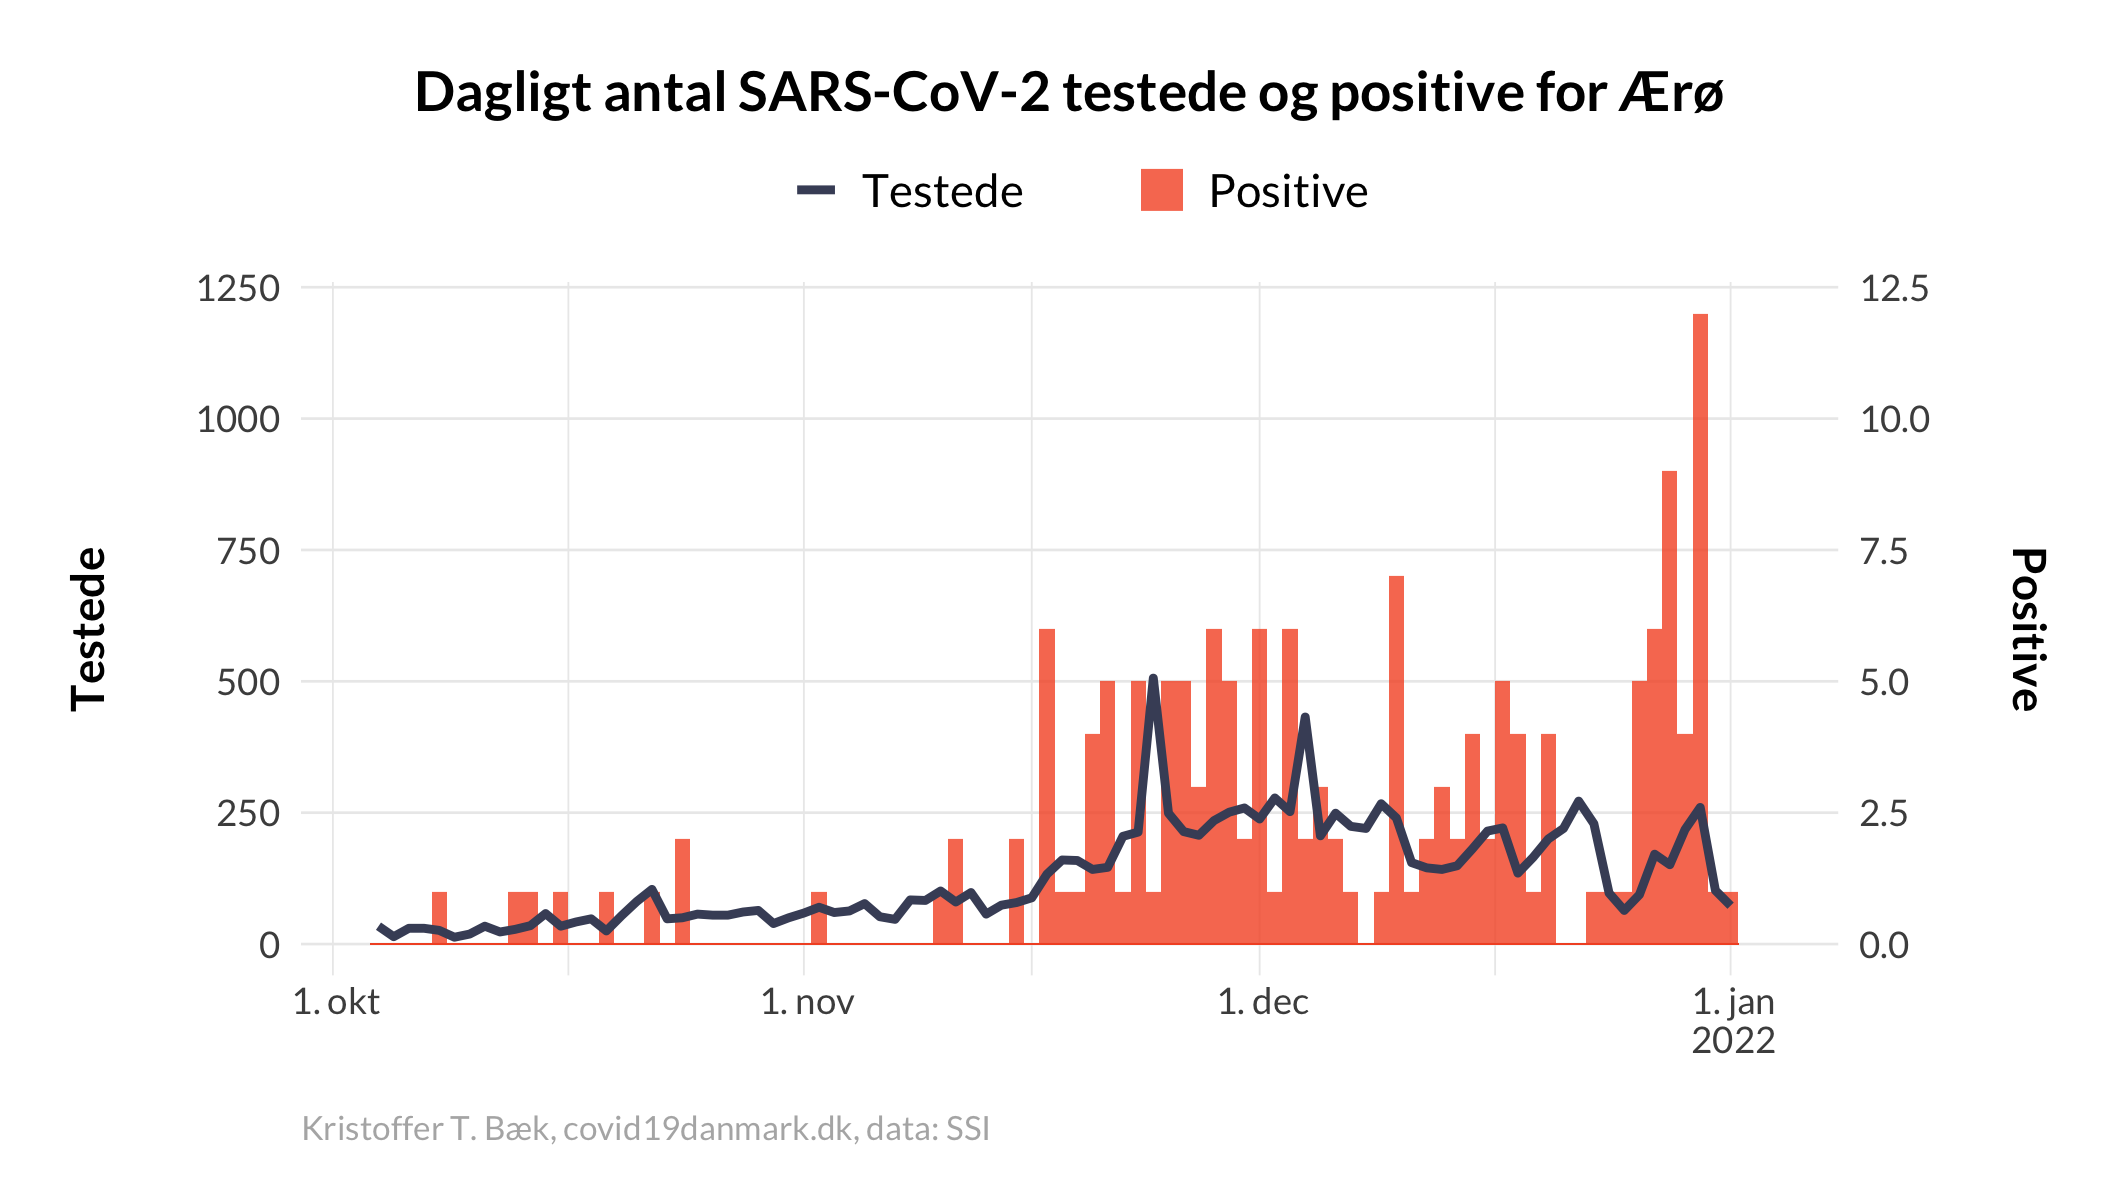 Dagligt antal SARS-CoV-2 testede og positive for Ærø
Testede
Positive
1250
1000
750
500
250
0
12.5
10.0
7.5
5.0
2.5
0.0
Testede
Positive
1. okt
1. nov
1. dec
1. jan
2022
Kristoffer T. Bæk, covid19danmark.dk, data: SSI